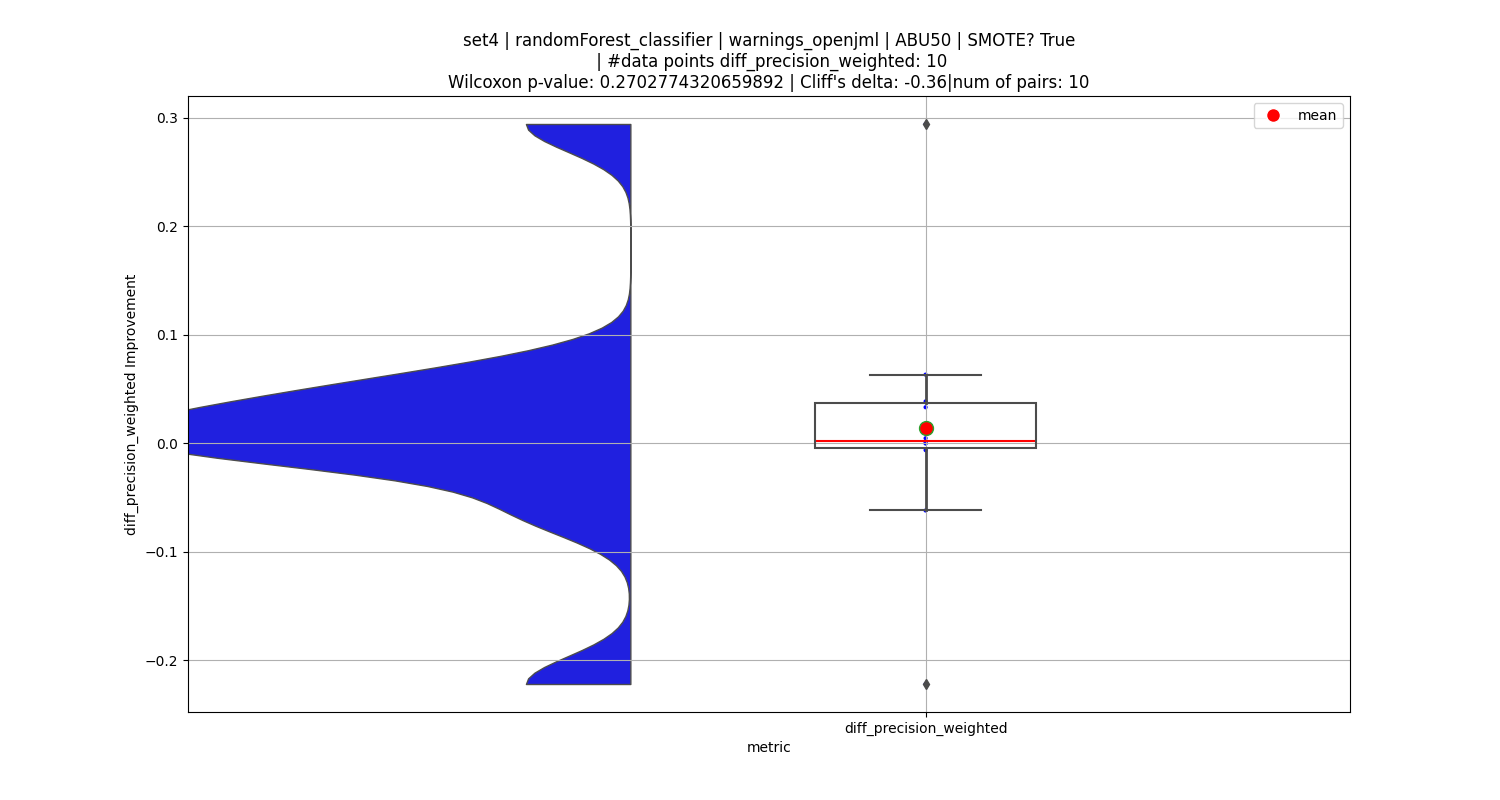 set4 | randomForest_classifier | warnings_openjml | ABU50 | SMOTE? True
| #data points diff_precision_weighted: 10
Wilcoxon p-value: 0.2702774320659892 | Cliff's delta: -0.36|num of pairs: 10
mean
0.3
0.2
0.1
0.0
−0.1
−0.2
diff_precision_weighted Improvement
diff_precision_weighted
metric